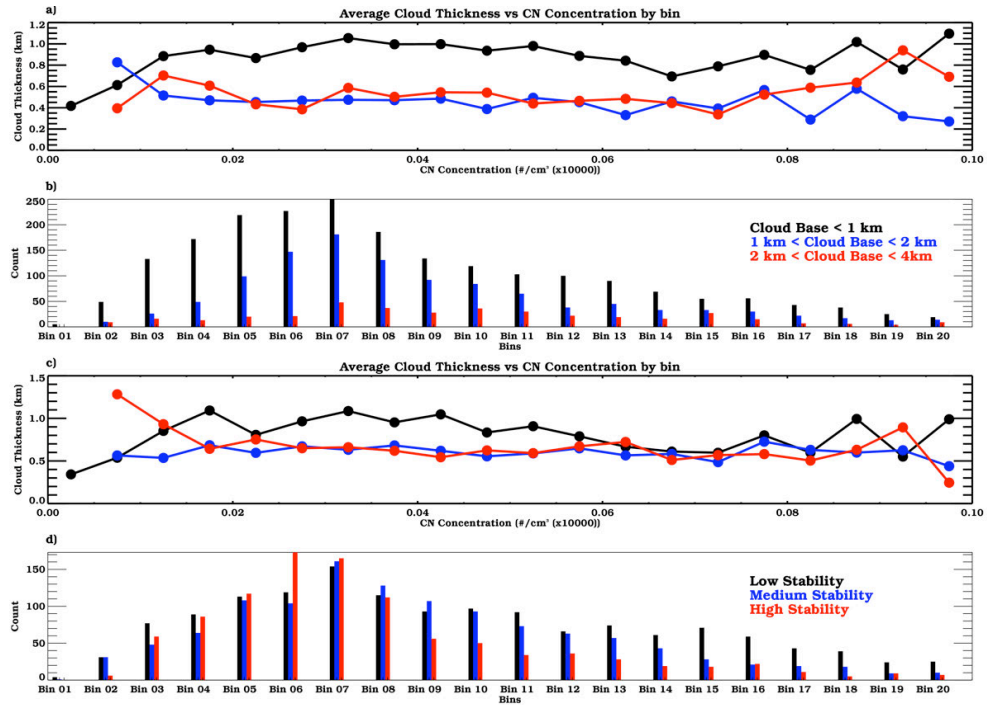 a)
Average Cloud Thickness vs CN Concentration by bin
Cloud Thickness (km)
1.2
1.0
0.8
0.6
0.4
0.2
0.0
0.00 0.02 0.04 0.06 0.08 0.10
CN Concentration (#/cm³ (x10000))
b)
Count
250
200
150
100
50
0
Cloud Base < 1 km
1 km < Cloud Base < 2 km
2 km < Cloud Base < 4km
Bin 01 Bin 02 Bin 03 Bin 04 Bin 05 Bin 06 Bin 07 Bin 08 Bin 09 Bin 10 Bin 11 Bin 12 Bin 13 Bin 14 Bin 15 Bin 16 Bin 17 Bin 18 Bin 19 Bin 20
Bins
c)
Average Cloud Thickness vs CN Concentration by bin
Cloud Thickness (km)
1.5
1.0
0.5
0.0
0.00 0.02 0.04 0.06 0.08 0.10
CN Concentration (#/cm³ (x10000))
d)
Count
150
100
50
0
Low Stability
Medium Stability
High Stability
Bin 01 Bin 02 Bin 03 Bin 04 Bin 05 Bin 06 Bin 07 Bin 08 Bin 09 Bin 10 Bin 11 Bin 12 Bin 13 Bin 14 Bin 15 Bin 16 Bin 17 Bin 18 Bin 19 Bin 20
Bins